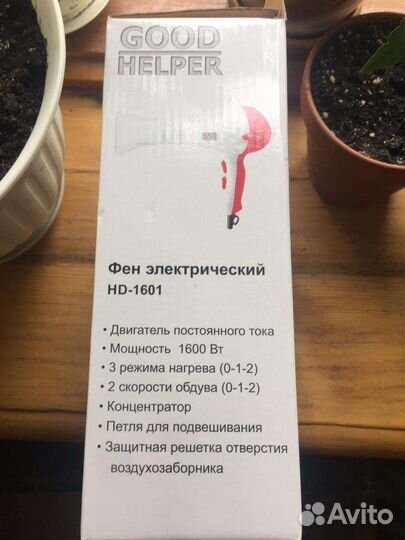 GOOD
HELPER
Фен электрический
HD-1601
• Двигатель постоянного тока
• Мощность 1600 Вт
• 3 режима нагрева (0-1-2)
• 2 скорости обдува (0-1-2)
• Концентратор
• Петля для подвешивания
• Защитная решетка отверстия
воздухозаборника
Avito